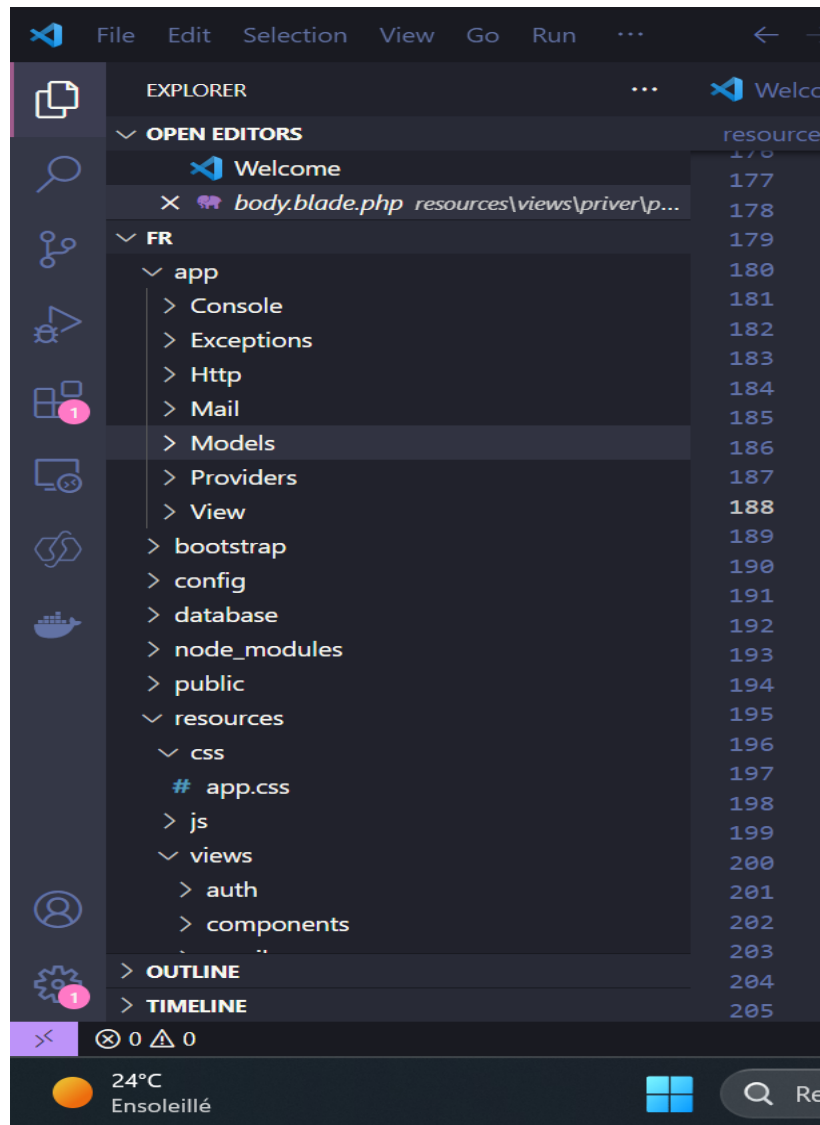 File Edit Selection View Go Run ...
EXPLORER ...
OPEN EDITORS
Welcome
body.blade.php resources\views\priver\p...
FR
app
Console
Exceptions
Http
Mail
Models
Providers
View
bootstrap
config
database
node_modules
public
resources
css
# app.css
js
views
auth
components
OUTLINE
TIMELINE
1
1
Welco
resource
176
177
178
179
180
181
182
183
184
185
186
187
188
189
190
191
192
193
194
195
196
197
198
199
200
201
202
203
204
205
0 0
24°C
Ensoleillé
Re